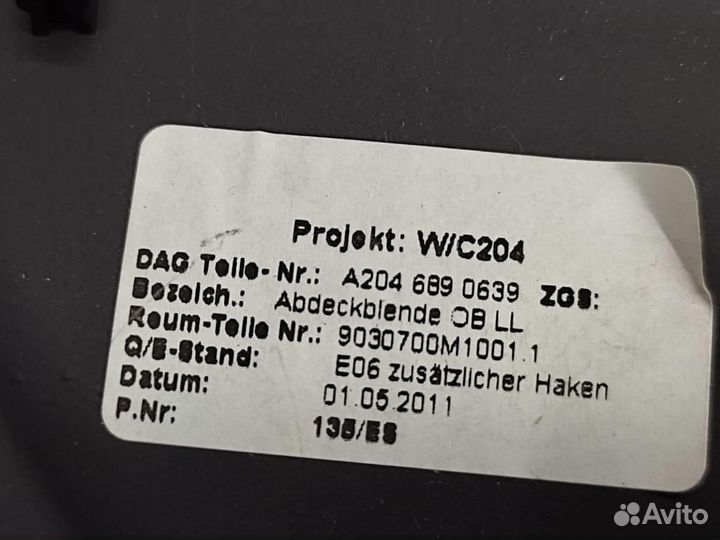 Projekt: W/C204
DAG Teile-Nr.: A204 689 0639 ZGS:
Bezeich.: Abdeckblende OB LL
Reum-Teile Nr.: 9030700M1001.1
Q/E-Stand: E06 zusätzlicher Haken
Datum: 01.05.2011
P.Nr: 135/ES
Avito